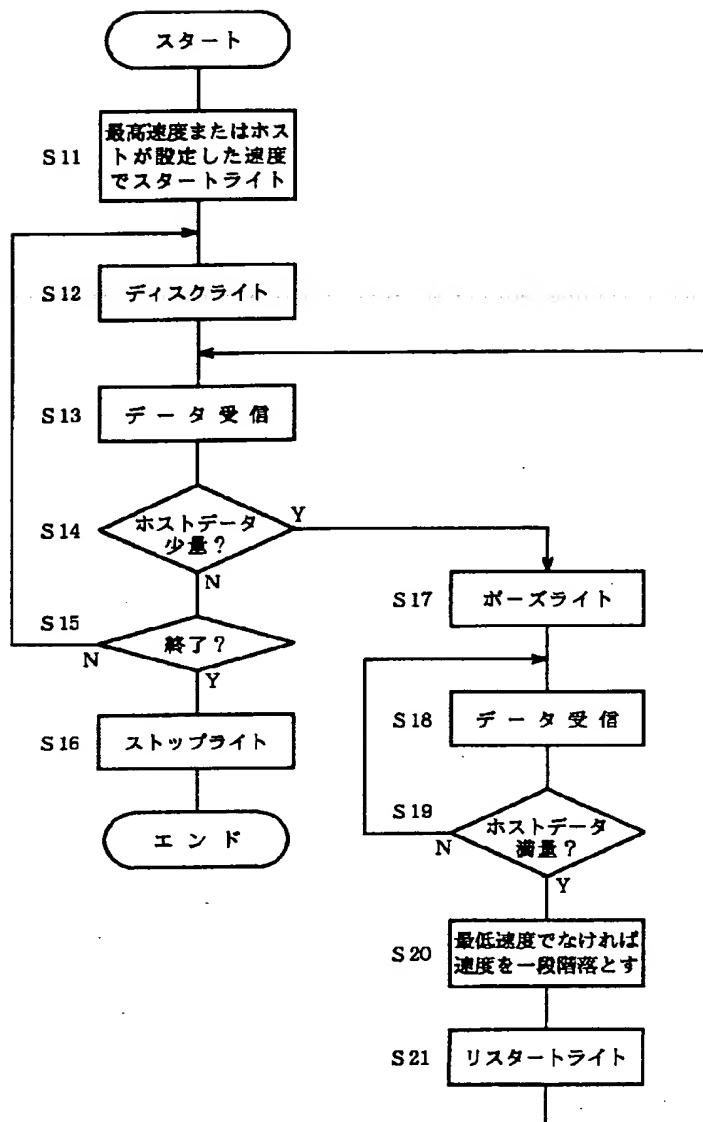 スタート
S11
最高速度またはホス
トが設定した速度
でスタートライト
S12
ディスクライト
S13
データ受信
S14
ホストデータ
少量?
Y
N
S15
終了?
N
Y
S16
ストップライト
エンド
S17
ポーズライト
S18
データ受信
S19
ホストデータ
満量?
N
Y
S20
最低速度でなければ
速度を一段階落とす
S21
リスタートライト